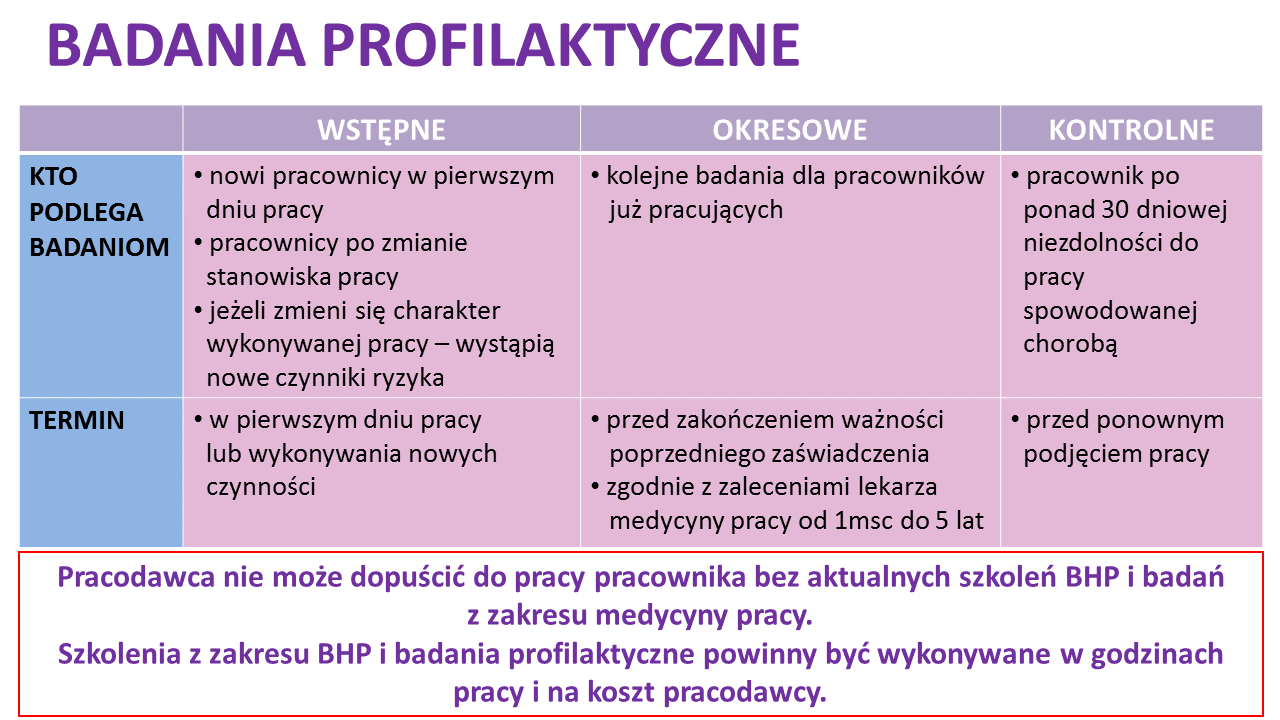 BADANIA PROFILAKTYCZNE
WSTĘPNE
OKRESOWE
KONTROLNE
KTO
PODLEGA
BADANIOM
• nowi pracownicy w pierwszym
dniu pracy
• pracownicy po zmianie
stanowiska pracy
• jeżeli zmieni się charakter
wykonywanej pracy – wystąpią
nowe czynniki ryzyka
• kolejne badania dla pracowników
już pracujących
• pracownik po
ponad 30 dniowej
niezdolności do
pracy
spowodowanej
chorobą
TERMIN
• w pierwszym dniu pracy
lub wykonywania nowych
czynności
• przed zakończeniem ważności
poprzedniego zaświadczenia
• zgodnie z zaleceniami lekarza
medycyny pracy od 1msc do 5 lat
• przed ponownym
podjęciem pracy
Pracodawca nie może dopuścić do pracy pracownika bez aktualnych szkoleń BHP i badań
z zakresu medycyny pracy.
Szkolenia z zakresu BHP i badania profilaktyczne powinny być wykonywane w godzinach
pracy i na koszt pracodawcy.